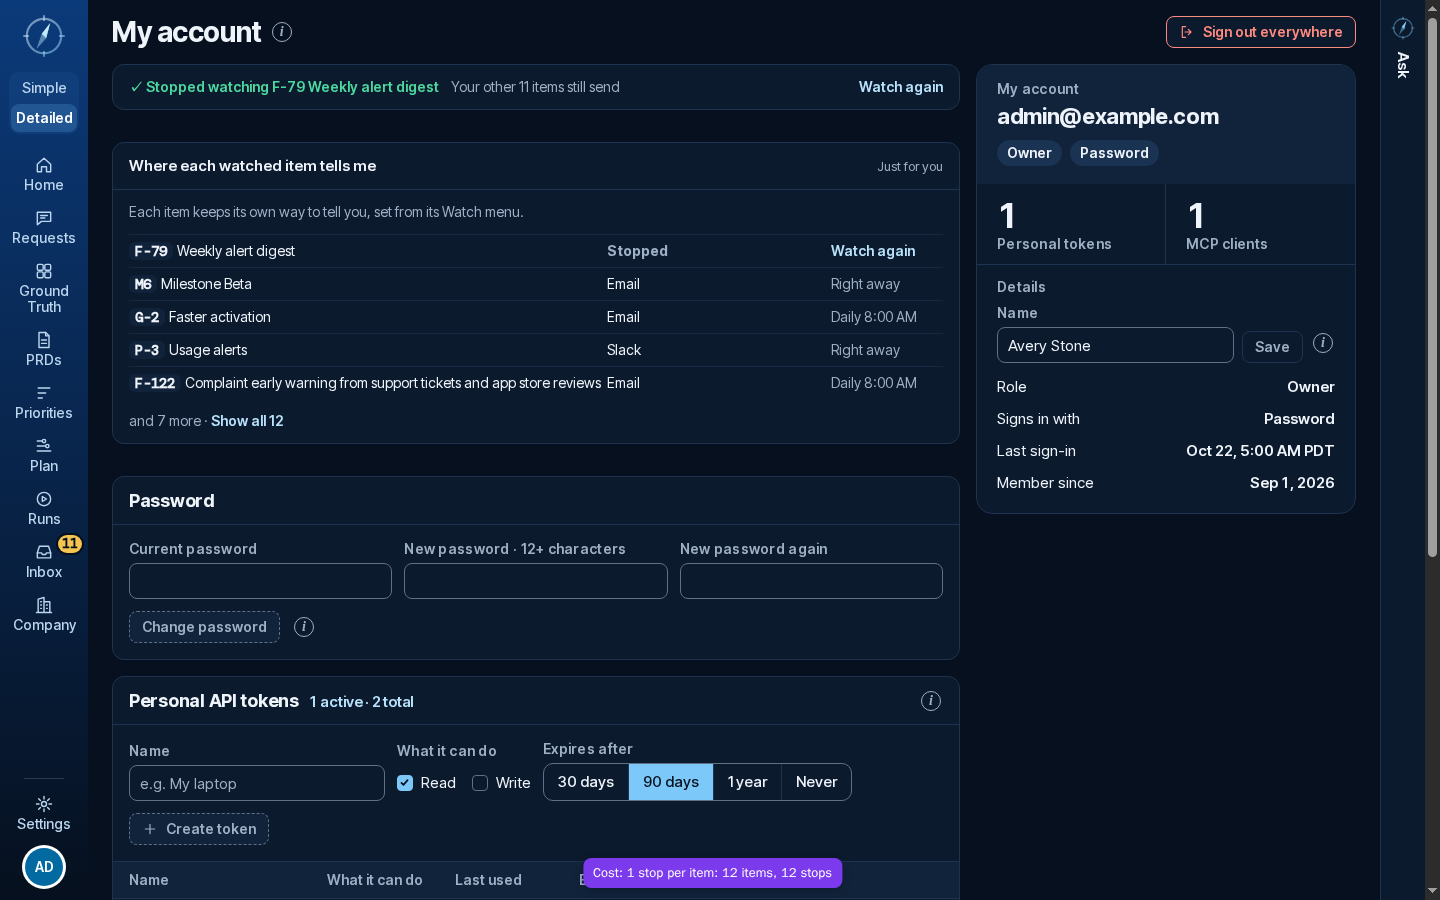 Simple
Detailed
Home
Requests
Ground
Truth
PRDs
Priorities
Plan
Runs
11
Inbox
Company
Settings
AD
My account i
Sign out everywhere
✓ Stopped watching F-79 Weekly alert digest Your other 11 items still send Watch again
Where each watched item tells me Just for you
Each item keeps its own way to tell you, set from its Watch menu.
F-79 Weekly alert digest Stopped Watch again
M6 Milestone Beta Email Right away
G-2 Faster activation Email Daily 8:00 AM
P-3 Usage alerts Slack Right away
F-122 Complaint early warning from support tickets and app store reviews Email Daily 8:00 AM
and 7 more · Show all 12
Password
Current password New password · 12+ characters New password again
Change password i
Personal API tokens 1 active · 2 total i
Name What it can do Expires after
e.g. My laptop Read Write 30 days 90 days 1 year Never
+ Create token
Name What it can do Last used
Cost: 1 stop per item: 12 items, 12 stops
My account
admin@example.com
Owner Password
1 1
Personal tokens MCP clients
Details
Name
Avery Stone Save i
Role Owner
Signs in with Password
Last sign-in Oct 22, 5:00 AM PDT
Member since Sep 1, 2026
Ask